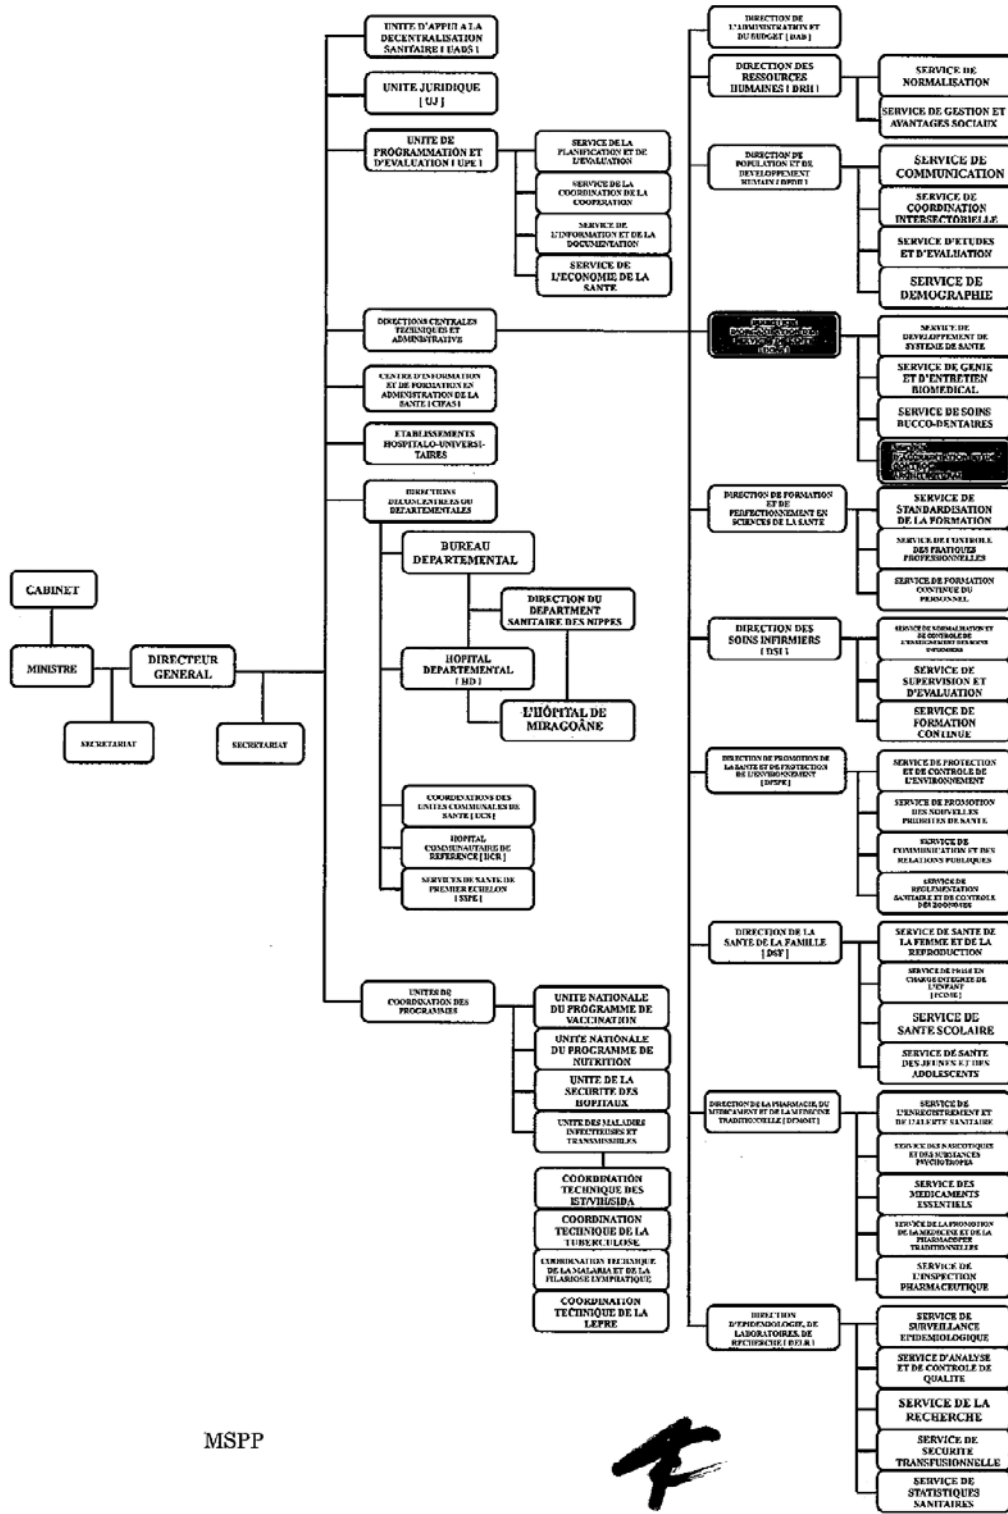 UNITE D'APPUI A LA
DECENTRALISATION
SANITAIRE [ UADS ]
UNITE JURIDIQUE
[ UJ ]
UNITE DE
PROGRAMMATION ET
D'EVALUATION [ UPE ]
SERVICE DE LA
PLANIFICATION ET DE
L'EVALUATION
SERVICE DE LA
COORDINATION DE LA
COOPERATION
SERVICE DE
L'INFORMATION ET DE LA
DOCUMENTATION
SERVICE DE
L'ECONOMIE DE LA
SANTE
DIRECTIONS CENTRALES
TECHNIQUES ET
ADMINISTRATIVE
CENTRE D'INFORMATION
ET DE FORMATION EN
ADMINISTRATION DE LA
SANTE [ CIFAS ]
ETABLISSEMENTS
HOSPITALO-UNIVERSI-
TAIRES
DIRECTIONS
DECONCENTREES OU
DEPARTEMENTALES
BUREAU
DEPARTEMENTAL
DIRECTION DU
DEPARTMENT
SANITAIRE DES NIPPES
HOPITAL
DEPARTEMENTAL
[ HD ]
L'HÔPITAL DE
MIRAGOÂNE
COORDINATIONS DES
UNITES COMMUNALES DE
SANTE [ UCS ]
HOPITAL
COMMUNAUTAIRE DE
REFERENCE [ HCR ]
SERVICES DE SANTE DE
PREMIER ECHELON
[ SSPE ]
CABINET
MINISTRE
DIRECTEUR
GENERAL
SECRETARIAT
SECRETARIAT
UNITES DE
COORDINATION DES
PROGRAMMES
UNITE NATIONALE
DU PROGRAMME DE
VACCINATION
UNITE NATIONALE
DU PROGRAMME DE
NUTRITION
UNITE DE LA
SECURITE DES
HOPITAUX
UNITE DES MALADIES
INFECTIEUSES ET
TRANSMISSIBLES
COORDINATION
TECHNIQUE DES
IST/VIH/SIDA
COORDINATION
TECHNIQUE DE LA
TUBERCULOSE
COORDINATION TECHNIQUE
DE LA MALARIA ET DE LA
FILARIOSE LYMPHATIQUE
COORDINATION
TECHNIQUE DE LA
LEPRE
DIRECTION DE
L'ADMINISTRATION ET
DU BUDGET [ DAB ]
DIRECTION DES
RESSOURCES
HUMAINES [ DRH ]
SERVICE DE
NORMALISATION
SERVICE DE GESTION ET
AVANTAGES SOCIAUX
DIRECTION DE
POPULATION ET DE
DEVELOPPEMENT
HUMAIN [ DPDH ]
SERVICE DE
COMMUNICATION
SERVICE DE
COORDINATION
INTERSECTORIELLE
SERVICE D'ETUDES
ET D'EVALUATION
SERVICE DE
DEMOGRAPHIE
SERVICE DE
DEVELOPPEMENT DE
SYSTEME DE SANTE
SERVICE DE GENIE
ET D'ENTRETIEN
BIOMEDICAL
SERVICE DE SOINS
BUCCO-DENTAIRES
DIRECTION DE FORMATION
ET DE
PERFECTIONNEMENT EN
SCIENCES DE LA SANTE
SERVICE DE
STANDARDISATION
DE LA FORMATION
SERVICE DE CONTROLE
DES PRATIQUES
PROFESSIONNELLES
SERVICE DE FORMATION
CONTINUE DU
PERSONNEL
DIRECTION DES
SOINS INFIRMIERS
[ DSI ]
SERVICE DE NORMALISATION ET
DE CONTROLE DE
L'ENSEIGNEMENT DES SOINS
INFIRMIERS
SERVICE DE
SUPERVISION ET
D'EVALUATION
SERVICE DE
FORMATION
CONTINUE
DIRECTION DE PROMOTION DE
LA SANTE ET DE PROTECTION
DE L'ENVIRONNEMENT
[ DPSPE ]
SERVICE DE PROTECTION
ET DE CONTROLE DE
L'ENVIRONNEMENT
SERVICE DE PROMOTION
DES NOUVELLES
PRIORITES DE SANTE
SERVICE DE
COMMUNICATION ET DES
RELATIONS PUBLIQUES
SERVICE DE
REGLEMENTATION
SANITAIRE ET DE CONTROLE
DES ZOONOSES
DIRECTION DE LA
SANTE DE LA FAMILLE
[ DSF ]
SERVICE DE SANTE DE
LA FEMME ET DE LA
REPRODUCTION
SERVICE DE PRISE EN
CHARGE INTEGREE DE
L'ENFANT
SERVICE DE
SANTE SCOLAIRE
SERVICE DE SANTE
DES JEUNES ET DES
ADOLESCENTS
DIRECTION DE LA PHARMACIE, DU
MEDICAMENT ET DE LA MEDECINE
TRADITIONNELLE
SERVICE DE
L'ENREGISTREMENT ET
DE L'ALERTE SANITAIRE
SERVICE DES NARCOTIQUES
ET DES SUBSTANCES
SERVICE DES
MEDICAMENTS
ESSENTIELS
SERVICE DE LA PROMOTION
DE LA MEDECINE ET DE LA
PHARMACOPEE
TRADITIONNELLES
SERVICE DE
L'INSPECTION
PHARMACEUTIQUE
DIRECTION
D'EPIDEMIOLOGIE, DE
LABORATOIRES, DE
RECHERCHE [ DELR ]
SERVICE DE
SURVEILLANCE
EPIDEMIOLOGIQUE
SERVICE D'ANALYSE
ET DE CONTROLE DE
QUALITE
SERVICE DE LA
RECHERCHE
SERVICE DE
SECURITE
TRANSFUSIONNELLE
SERVICE DE
STATISTIQUES
SANITAIRES
MSPP